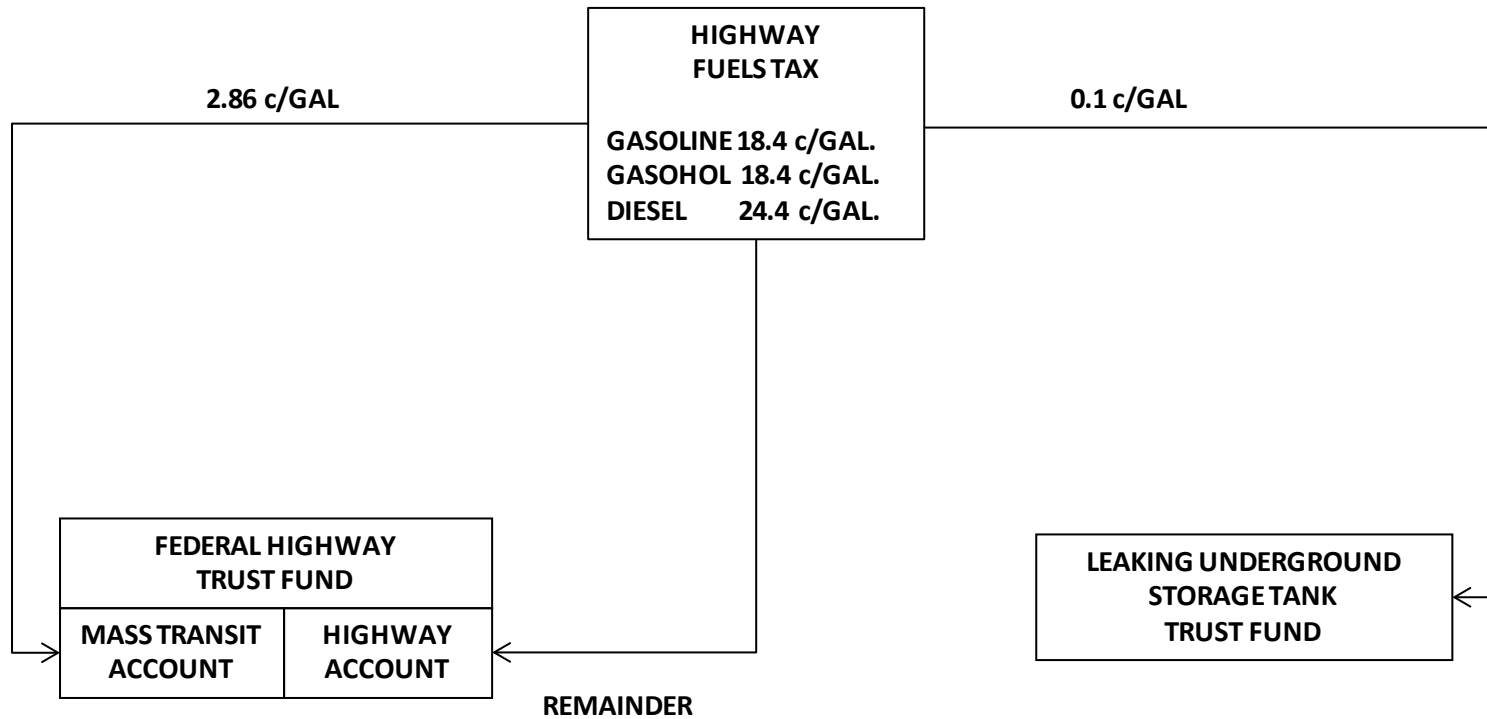 HIGHWAY
FUELS TAX
2.86 c/GAL
0.1 c/GAL
GASOLINE 18.4 c/GAL.
GASOHOL 18.4 c/GAL.
DIESEL 24.4 c/GAL.
FEDERAL HIGHWAY
TRUST FUND
MASS TRANSIT
ACCOUNT
HIGHWAY
ACCOUNT
LEAKING UNDERGROUND
STORAGE TANK
TRUST FUND
REMAINDER